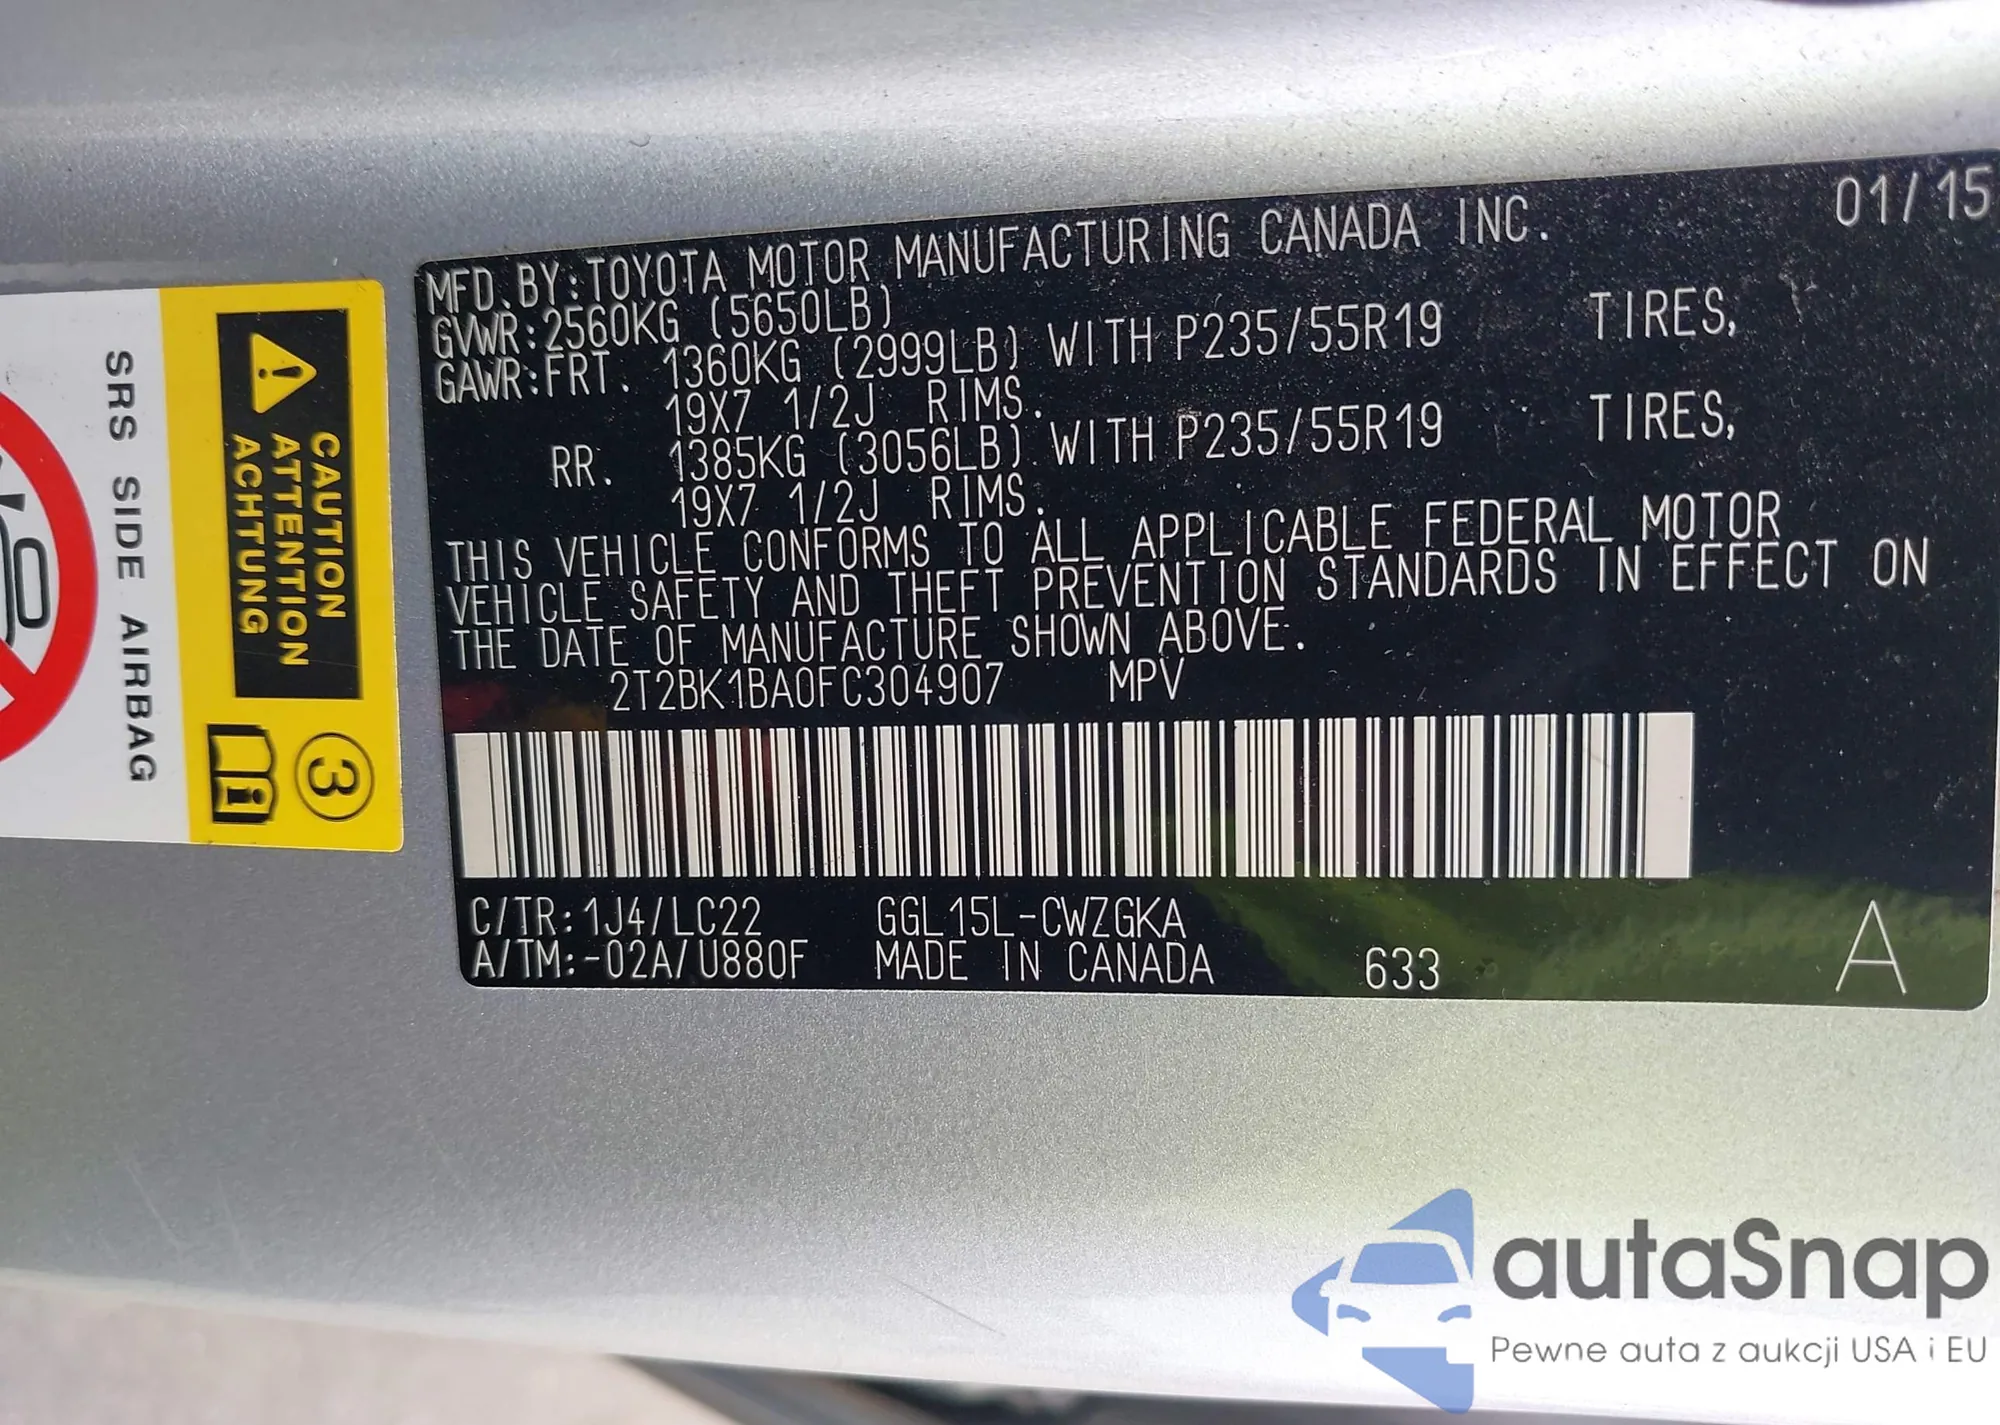 MFD. BY: TOYOTA MOTOR MANUFACTURING CANADA INC. 01/15
GVWR: 2560KG (5650LB)
GAWR: FRT. 1360KG (2999LB) WITH P235/55R19 TIRES,
19X7 1/2J RIMS.
RR. 1385KG (3056LB) WITH P235/55R19 TIRES,
19X7 1/2J RIMS.
THIS VEHICLE CONFORMS TO ALL APPLICABLE FEDERAL MOTOR
VEHICLE SAFETY AND THEFT PREVENTION STANDARDS IN EFFECT ON
THE DATE OF MANUFACTURE SHOWN ABOVE.
2T2BK1BA0FC304907 MPV
C/TR: 1J4/LC22 GGL15L-CWZGKA
A/TM: -02A/U880F MADE IN CANADA 633 A
CAUTION
ATTENTION
ACHTUNG
3
SRS SIDE AIRBAG
autaSnap
Pewne auta z aukcji USA i EU